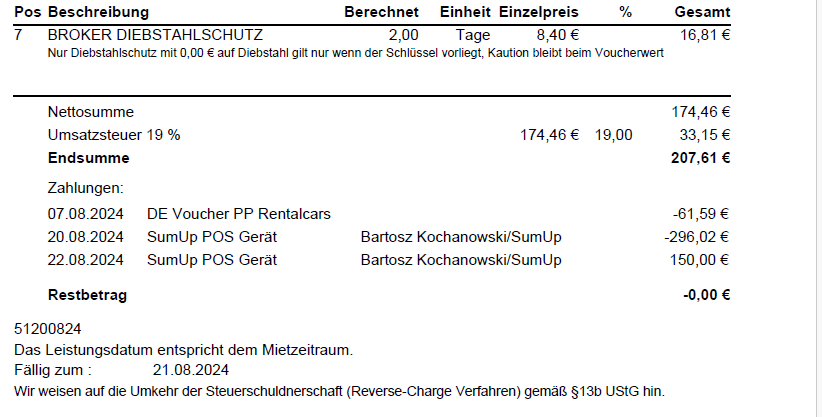 Pos Beschreibung Berechnet Einheit Einzelpreis % Gesamt
7 BROKER DIEBSTAHLSCHUTZ 2,00 Tage 8,40 € 16,81 €
Nur Diebstahlschutz mit 0,00 € auf Diebstahl gilt nur wenn der Schlüssel vorliegt, Kaution bleibt beim Voucherwert
Nettosumme 174,46 €
Umsatzsteuer 19 % 174,46 € 19,00 33,15 €
Endsumme 207,61 €
Zahlungen:
07.08.2024 DE Voucher PP Rentalcars -61,59 €
20.08.2024 SumUp POS Gerät Bartosz Kochanowski/SumUp -296,02 €
22.08.2024 SumUp POS Gerät Bartosz Kochanowski/SumUp 150,00 €
Restbetrag -0,00 €
51200824
Das Leistungsdatum entspricht dem Mietzeitraum.
Fällig zum : 21.08.2024
Wir weisen auf die Umkehr der Steuerschuldnerschaft (Reverse-Charge Verfahren) gemäß §13b UStG hin.